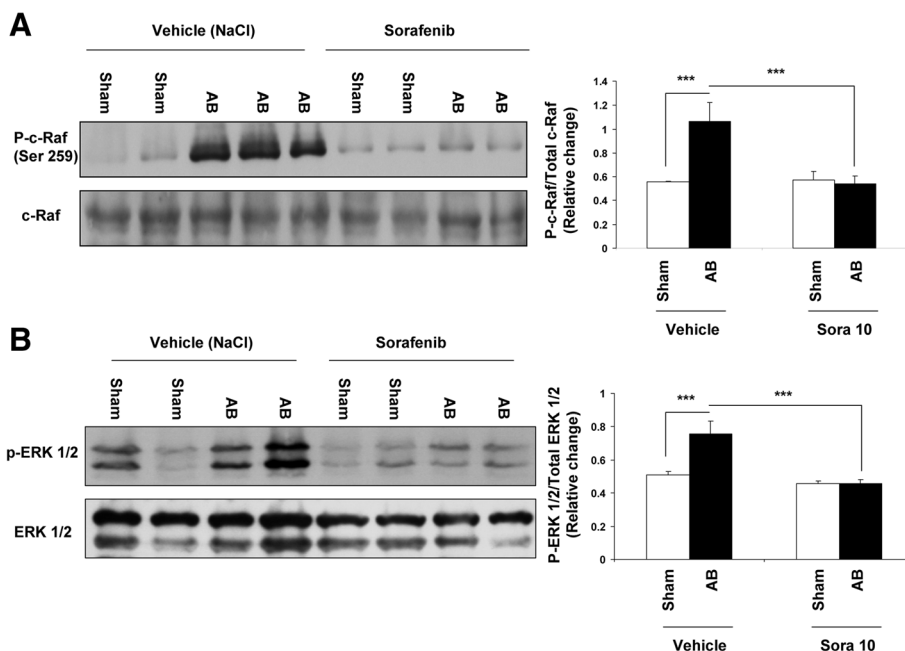 A
Vehicle (NaCl)
Sorafenib
Sham
Sham
AB
AB
AB
Sham
Sham
AB
AB
P-c-Raf
(Ser 259)
c-Raf
P-c-Raf/Total c-Raf
(Relative change)
1.4
1.2
1
0.8
0.6
0.4
0.2
0
***
***
Sham
AB
Sham
AB
Vehicle
Sora 10
B
Vehicle (NaCl)
Sorafenib
Sham
Sham
AB
AB
Sham
Sham
AB
AB
p-ERK 1/2
ERK 1/2
P-ERK 1/2/Total ERK 1/2
(Relative change)
1
0.8
0.6
0.4
0.2
0
***
***
Sham
AB
Sham
AB
Vehicle
Sora 10